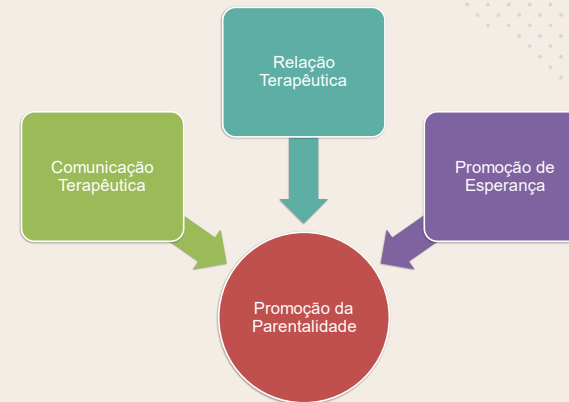 Relação
Terapêutica
Comunicação
Terapêutica
Promoção de
Esperança
Promoção da
Parentalidade